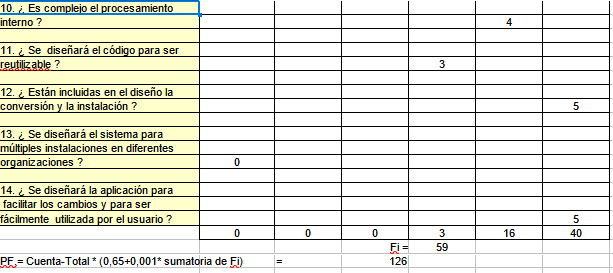 10. ¿ Es complejo el procesamiento
interno ? 4
11. ¿ Se  diseñará el código para ser
reutilizable ? 3
12. ¿ Están incluidas en el diseño la
conversión y la instalación ? 5
13. ¿ Se diseñará el sistema para
múltiples instalaciones en diferentes
organizaciones ? 0
14. ¿ Se diseñará la aplicación para
facilitar los cambios y para ser
fácilmente  utilizada por el usuario ? 5
0 0 0 3 16 40
Fi = 59
PF.= Cuenta-Total * (0,65+0,001* sumatoria de Fi) = 126